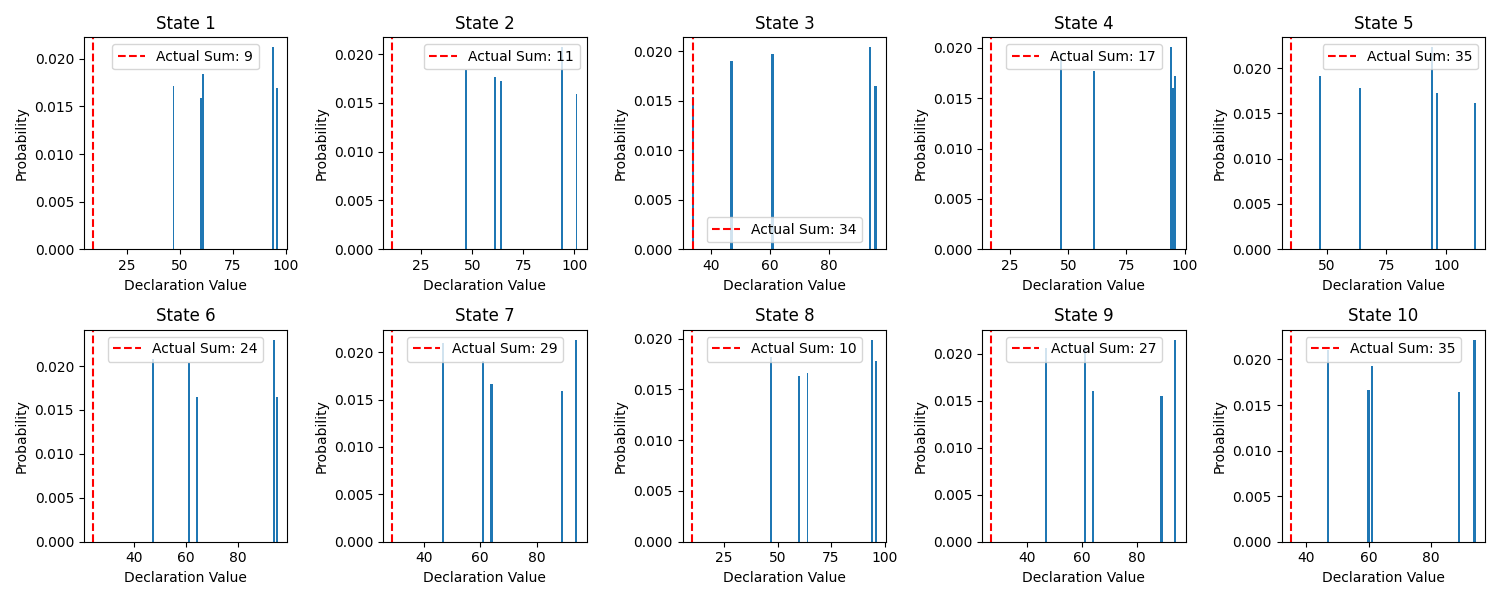 State 1
0.020
0.015
0.010
0.005
0.000
Probability
Actual Sum: 9
25 50 75 100
Declaration Value
State 2
0.020
0.015
0.010
0.005
0.000
Probability
Actual Sum: 11
25 50 75 100
Declaration Value
State 3
0.020
0.015
0.010
0.005
0.000
Probability
Actual Sum: 34
40 60 80
Declaration Value
State 4
0.020
0.015
0.010
0.005
0.000
Probability
Actual Sum: 17
25 50 75 100
Declaration Value
State 5
0.020
0.015
0.010
0.005
0.000
Probability
Actual Sum: 35
50 75 100
Declaration Value
State 6
0.020
0.015
0.010
0.005
0.000
Probability
Actual Sum: 24
40 60 80
Declaration Value
State 7
0.020
0.015
0.010
0.005
0.000
Probability
Actual Sum: 29
40 60 80
Declaration Value
State 8
0.020
0.015
0.010
0.005
0.000
Probability
Actual Sum: 10
25 50 75 100
Declaration Value
State 9
0.020
0.015
0.010
0.005
0.000
Probability
Actual Sum: 27
40 60 80
Declaration Value
State 10
0.020
0.015
0.010
0.005
0.000
Probability
Actual Sum: 35
40 60 80
Declaration Value